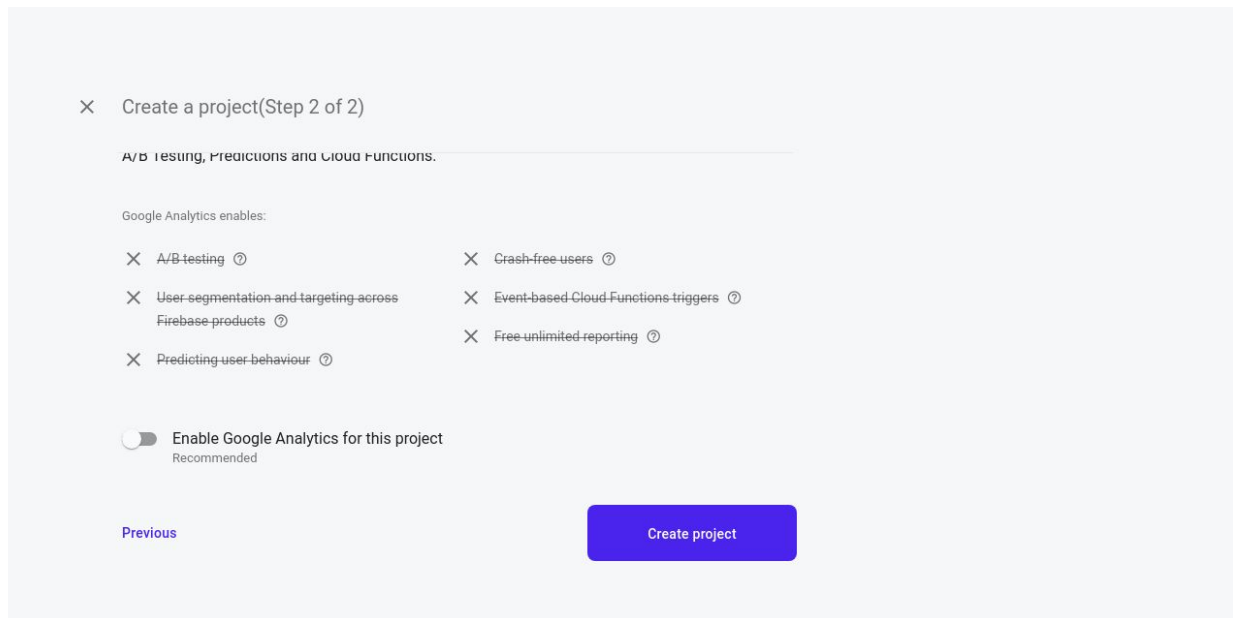 Create a project(Step 2 of 2)
A/B Testing, Predictions and Cloud Functions.
Google Analytics enables:
A/B testing
User segmentation and targeting across
Firebase products
Predicting user behaviour
Crash-free users
Event-based Cloud Functions triggers
Free unlimited reporting
Enable Google Analytics for this project
Recommended
Previous
Create project